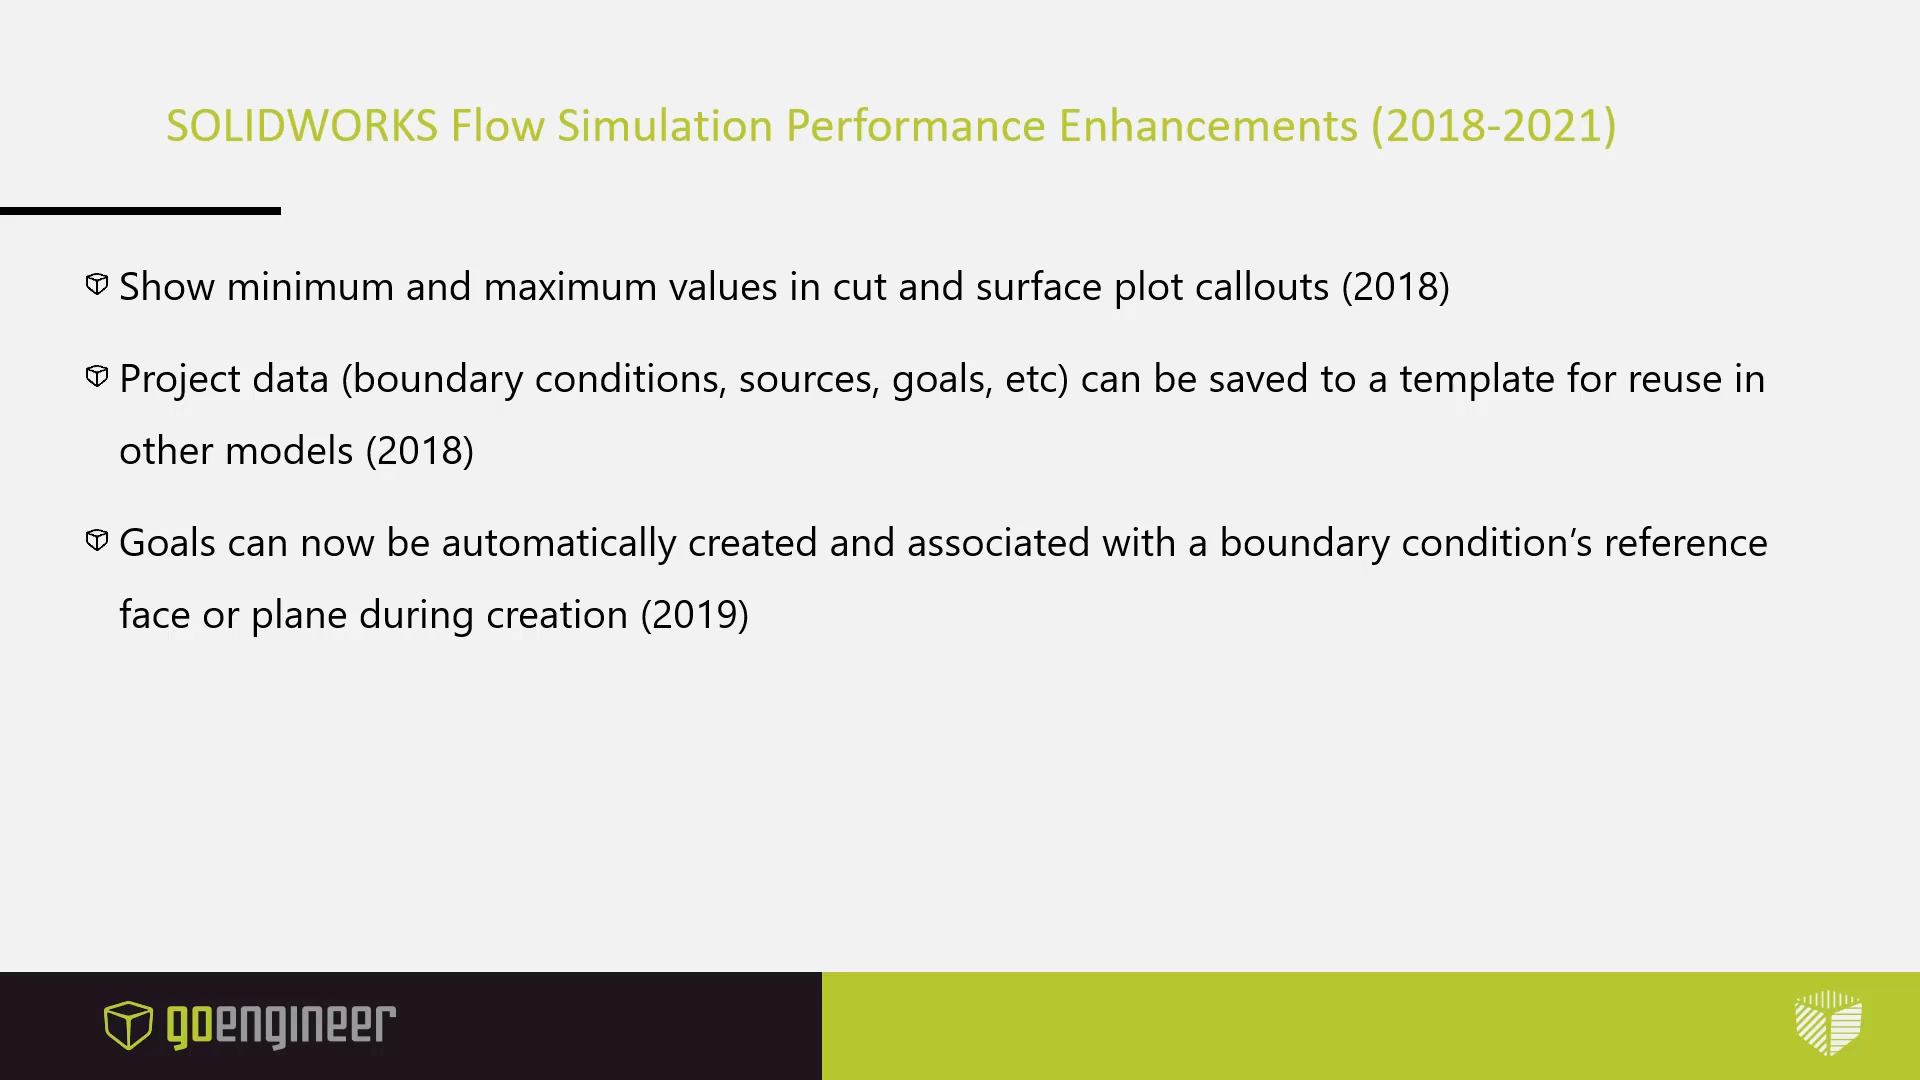 SOLIDWORKS Flow Simulation Performance Enhancements (2018-2021)
Show minimum and maximum values in cut and surface plot callouts (2018)
Project data (boundary conditions, sources, goals, etc) can be saved to a template for reuse in
other models (2018)
Goals can now be automatically created and associated with a boundary condition’s reference
face or plane during creation (2019)
goengineer